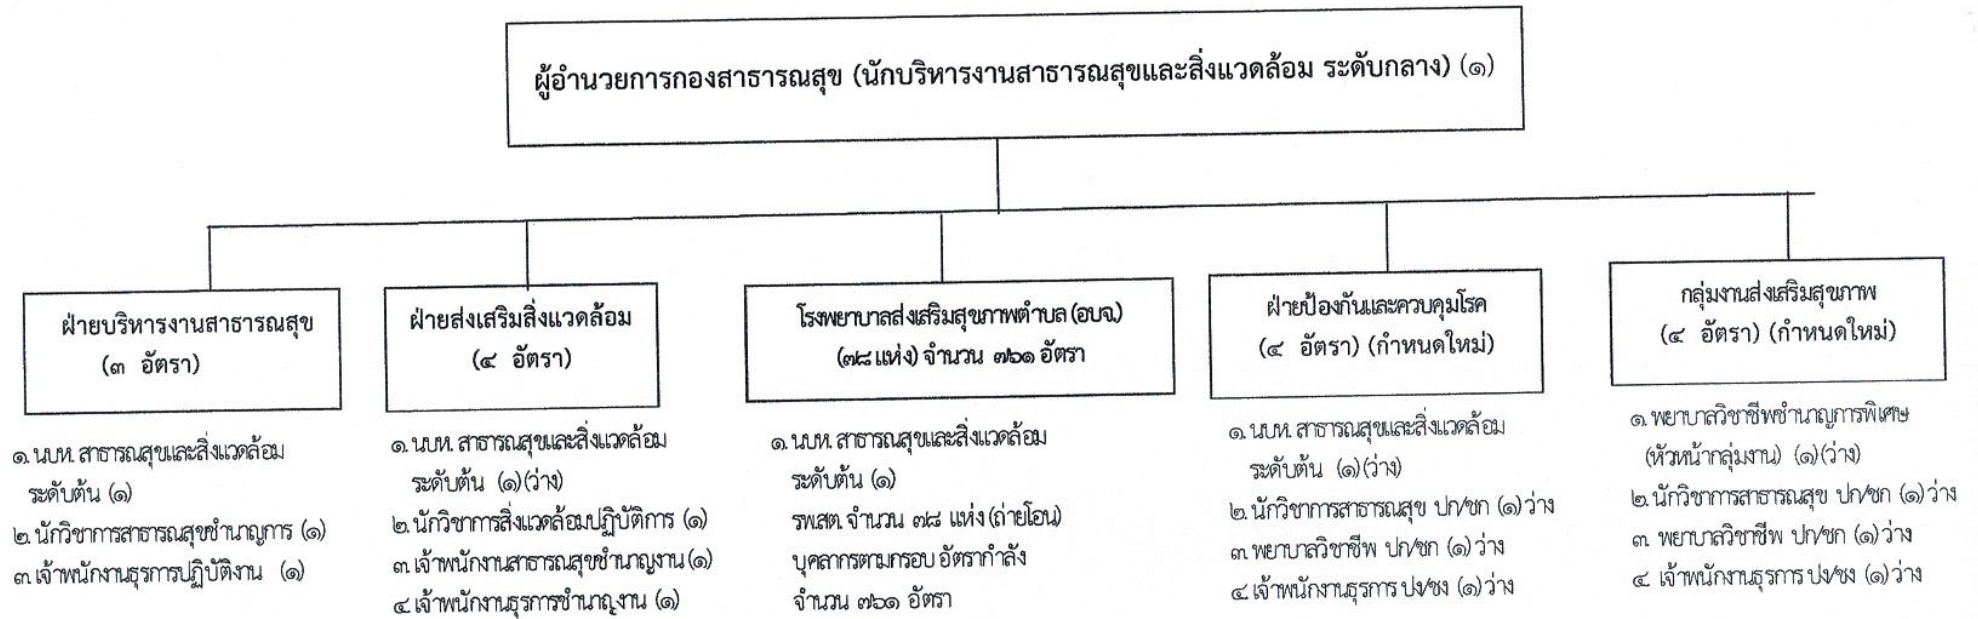 ผู้อำนวยการกองสาธารณสุข (นักบริหารงานสาธารณสุขและสิ่งแวดล้อม ระดับกลาง) (๑)
ฝ่ายบริหารงานสาธารณสุข
(๓ อัตรา)
๑. นบห. สาธารณสุขและสิ่งแวดล้อม
ระดับต้น (๑)
๒. นักวิชาการสาธารณสุขชำนาญการ (๑)
๓. เจ้าพนักงานธุรการปฏิบัติงาน (๑)
ฝ่ายส่งเสริมสิ่งแวดล้อม
(๔ อัตรา)
๑. นบห. สาธารณสุขและสิ่งแวดล้อม
ระดับต้น (๑) (ว่าง)
๒. นักวิชาการสิ่งแวดล้อมปฏิบัติการ (๑)
๓. เจ้าพนักงานสาธารณสุขชำนาญงาน (๑)
๔. เจ้าพนักงานธุรการชำนาญงาน (๑)
โรงพยาบาลส่งเสริมสุขภาพตำบล (อบจ.)
(๗๘ แห่ง) จำนวน ๗๖๑ อัตรา
๑. นบห. สาธารณสุขและสิ่งแวดล้อม
ระดับต้น (๑)
รพ.สต. จำนวน ๗๘ แห่ง (ถ่ายโอน)
บุคลากรตามกรอบ อัตรากำลัง
จำนวน ๗๖๑ อัตรา
ฝ่ายป้องกันและควบคุมโรค
(๔ อัตรา) (กำหนดใหม่)
๑. นบห. สาธารณสุขและสิ่งแวดล้อม
ระดับต้น (๑) (ว่าง)
๒. นักวิชาการสาธารณสุข ปก/ชก (๑) ว่าง
๓. พยาบาลวิชาชีพ ปก/ชก (๑) ว่าง
๔. เจ้าพนักงานธุรการ ปง/ชง (๑) ว่าง
กลุ่มงานส่งเสริมสุขภาพ
(๔ อัตรา) (กำหนดใหม่)
๑. พยาบาลวิชาชีพชำนาญการพิเศษ
(หัวหน้ากลุ่มงาน) (๑) (ว่าง)
๒. นักวิชาการสาธารณสุข ปก/ชก (๑) ว่าง
๓. พยาบาลวิชาชีพ ปก/ชก (๑) ว่าง
๔. เจ้าพนักงานธุรการ ปง/ชง (๑) ว่าง